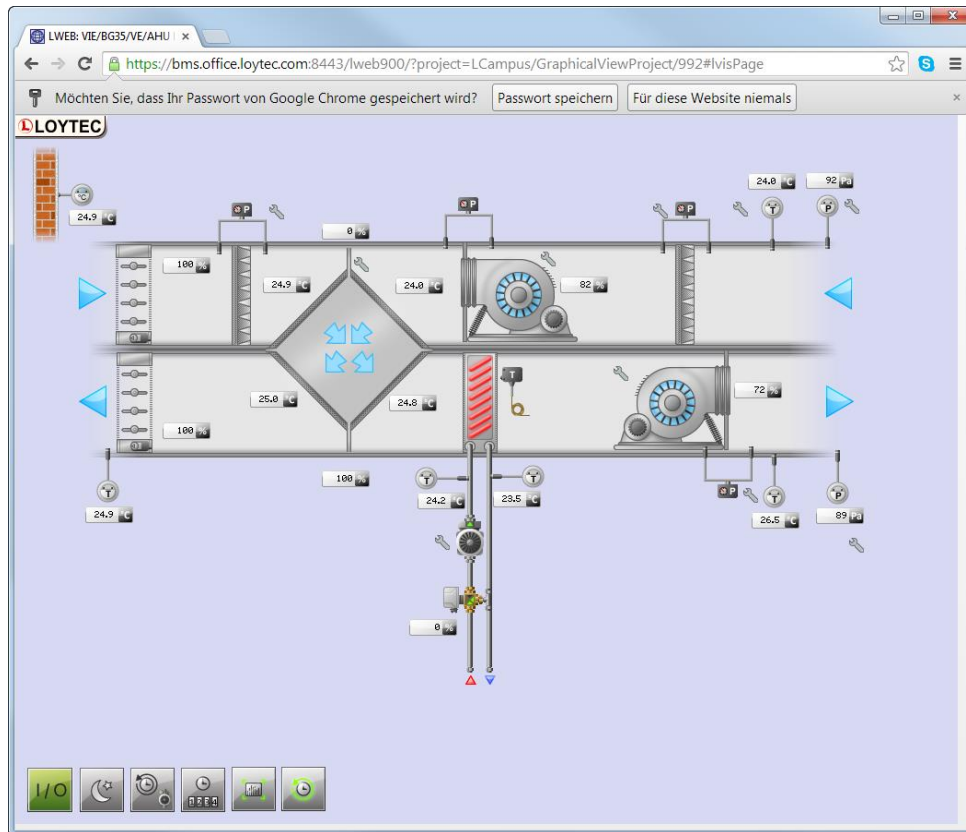 LWEB: VIE/BG35/VE/AHU
https://bms.office.loytec.com:8443/lweb900/?project=LCampus/GraphicalViewProject/992#lvisPage
Möchten Sie, dass Ihr Passwort von Google Chrome gespeichert wird? Passwort speichern Für diese Website niemals
LOYTEC
°C
24.9 °C
P
P
P
24.0 °C
92 Pa
T
P
0 %
100 %
24.9 °C
24.0 °C
82 %
25.0 °C
24.8 °C
T
72 %
100 %
100 %
T
24.9 °C
T
24.2 °C
T
23.5 °C
P
T
26.5 °C
P
89 Pa
0 %
I/O
1234